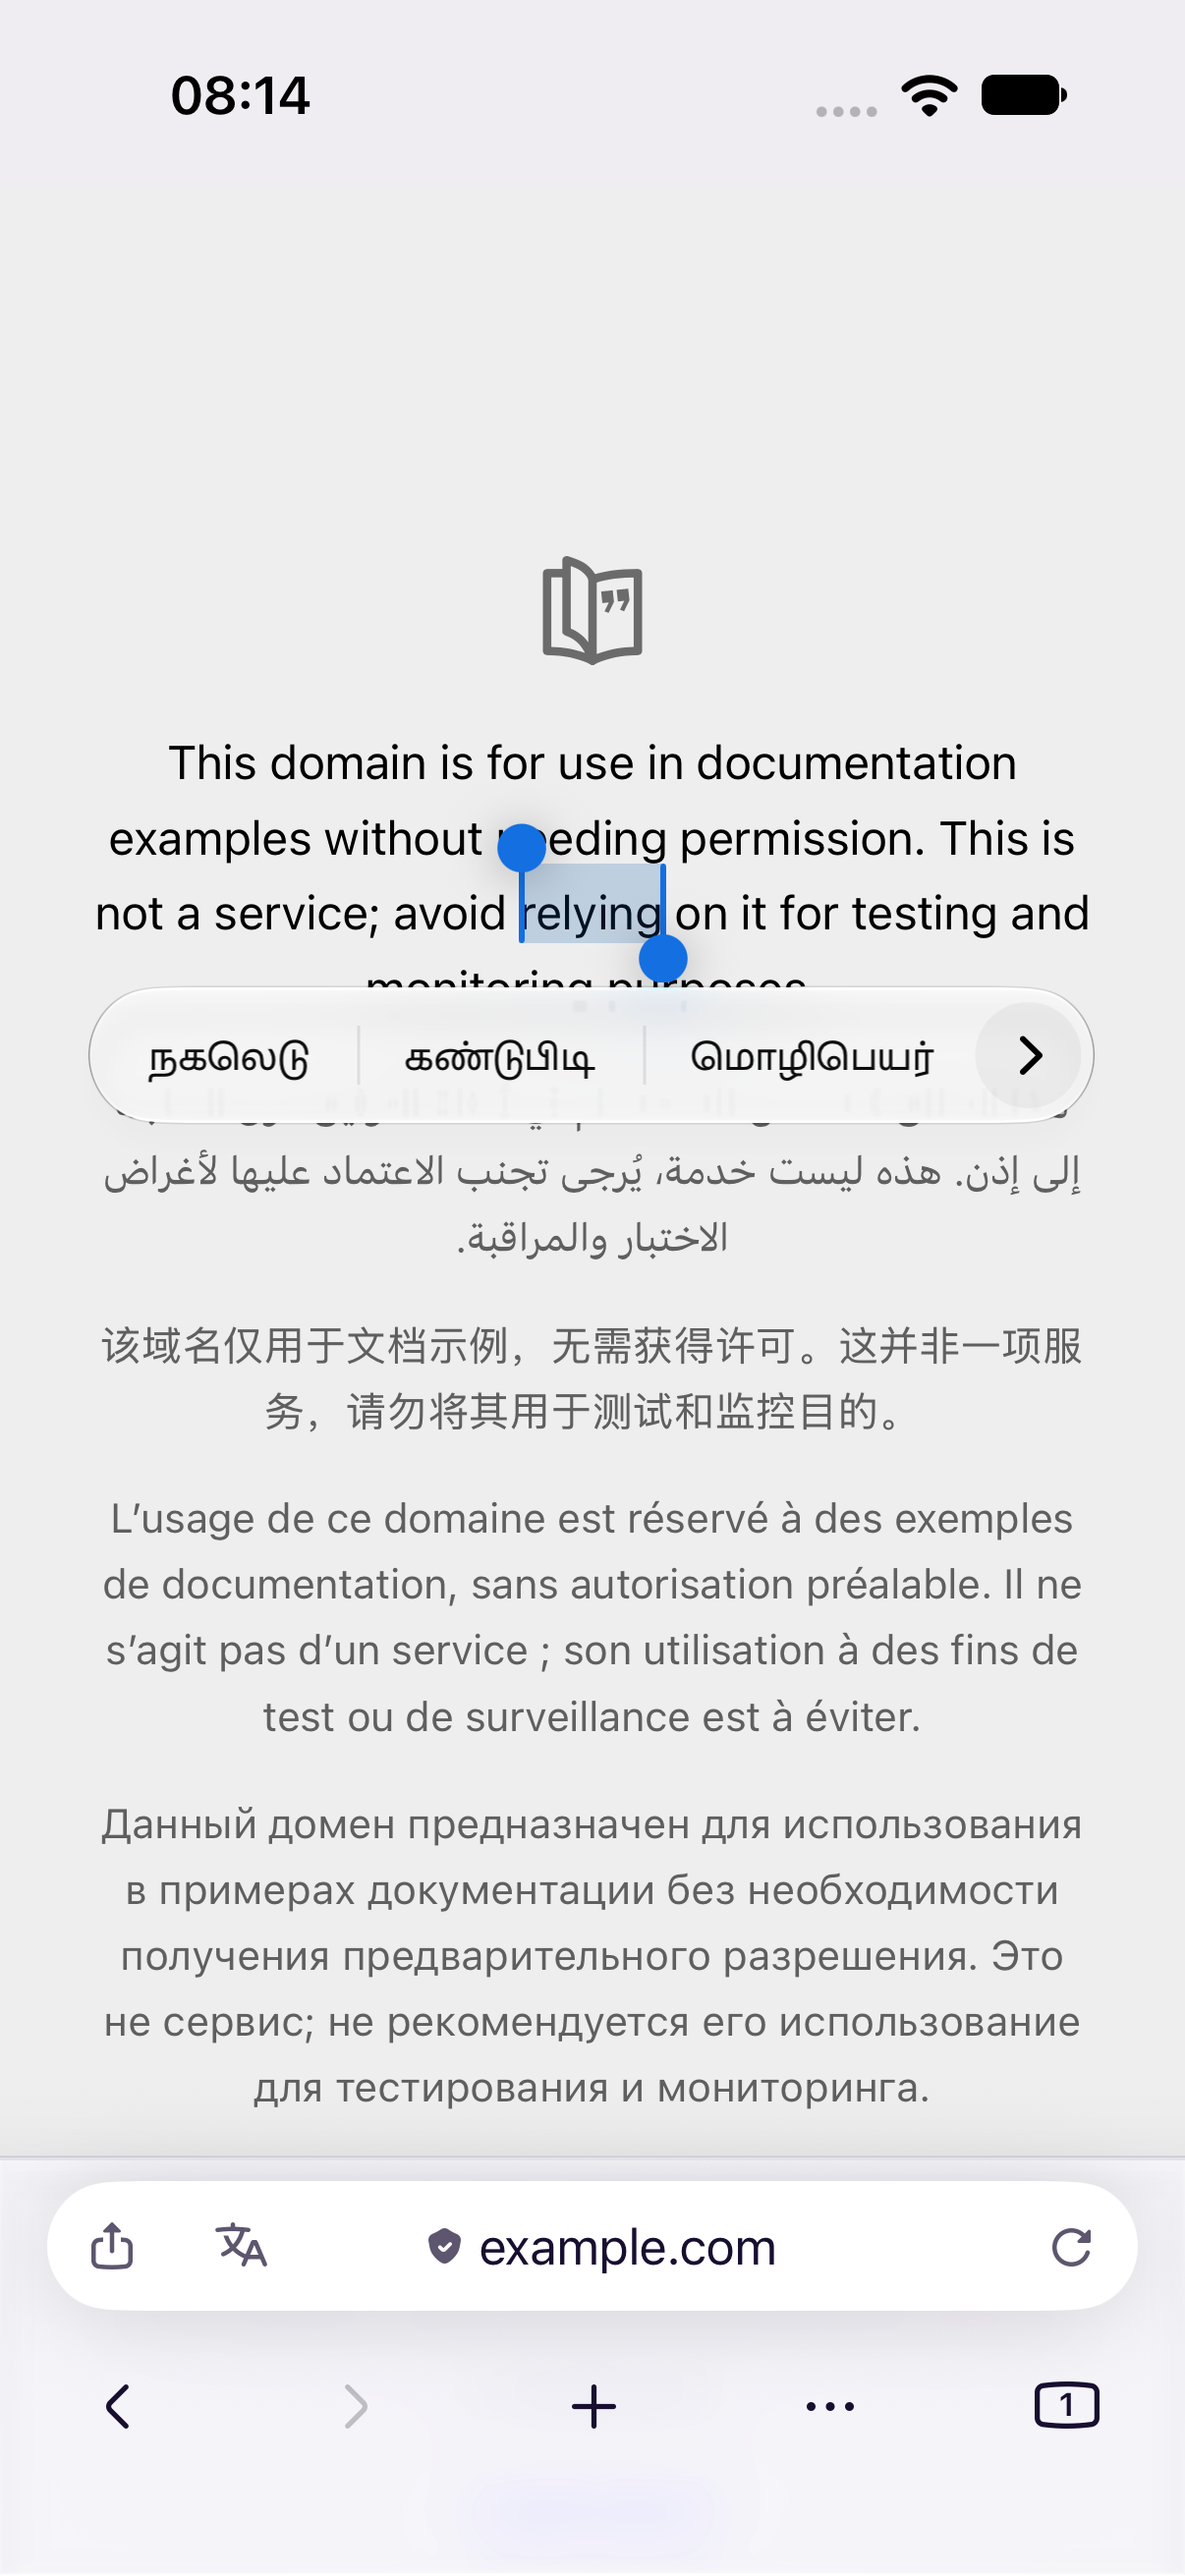 08:14
This domain is for use in documentation
examples without needing permission. This is
not a service; avoid relying on it for testing and
monitoring purposes
நகலெடு கண்டுபிடி மொழிபெயர்
إلى إذن. هذه ليست خدمة، يُرجى تجنب الاعتماد عليها لأغراض
الاختبار والمراقبة.
该域名仅用于文档示例，无需获得许可。这并非一项服
务，请勿将其用于测试和监控目的。
L’usage de ce domaine est réservé à des exemples
de documentation, sans autorisation préalable. Il ne
s’agit pas d’un service ; son utilisation à des fins de
test ou de surveillance est à éviter.
Данный домен предназначен для использования
в примерах документации без необходимости
получения предварительного разрешения. Это
не сервис; не рекомендуется его использование
для тестирования и мониторинга.
example.com
1